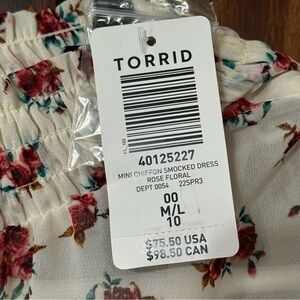 TORRID
40125227
MINI CHIFFON SMOCKED DRESS
ROSE FLORAL
DEPT 0054 22SPR3
00
M/L
10
$75.50 USA
$98.50 CAN